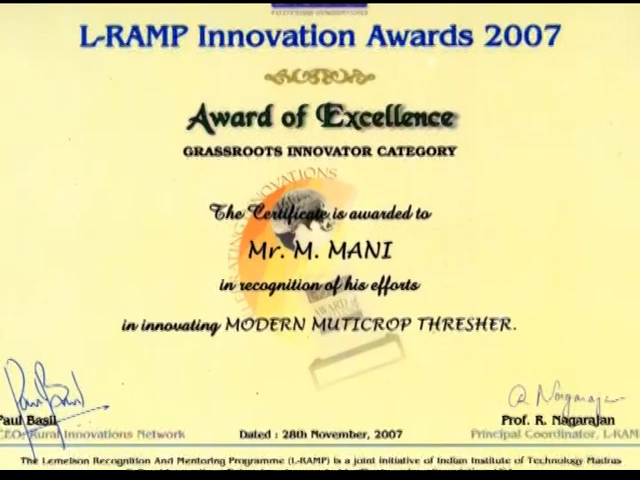 L-RAMP Innovation Awards 2007
Award of Excellence
GRASSROOTS INNOVATOR CATEGORY
The Certificate is awarded to
Mr. M. MANI
in recognition of his efforts
in innovating MODERN MUTICROP THRESHER.
Paul Basil
Prof. R. Nagarajan
CEO, Rural Innovations Network
Dated : 28th November, 2007
Principal Coordinator, L-RAM
The Lemelson Recognition And Mentoring Programme (L-RAMP) is a joint initiative of Indian Institute of Technology Madras